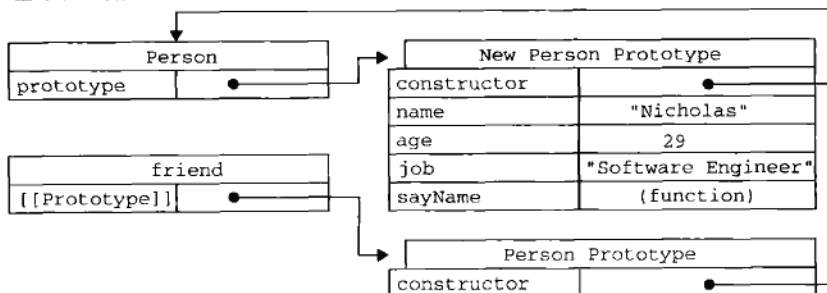 Person
prototype
New Person Prototype
constructor
name "Nicholas"
age 29
job "Software Engineer"
sayName (function)
friend
[[Prototype]]
Person Prototype
constructor